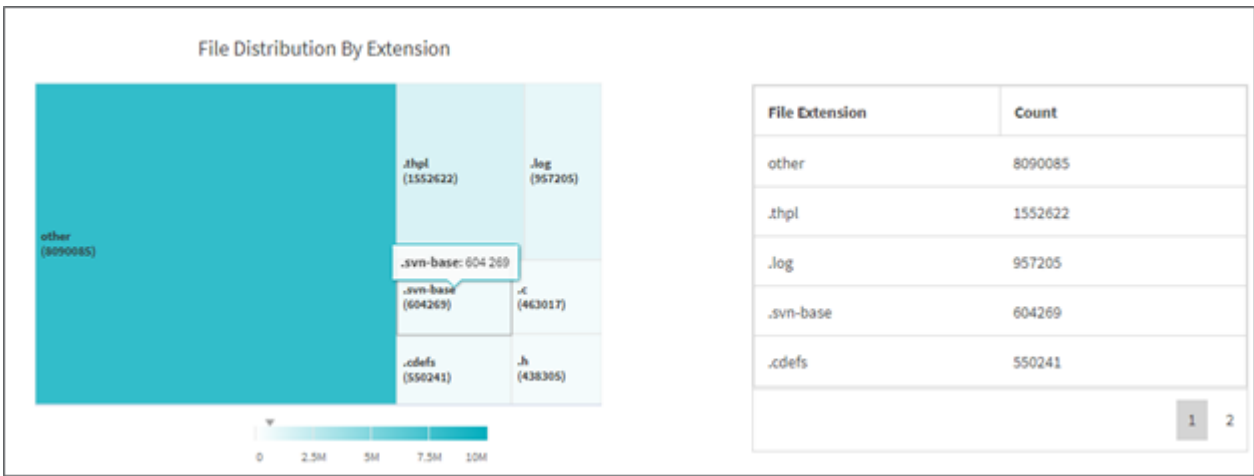 File Distribution By Extension
other
(8090085)
.thpl
(1552622)
.log
(957205)
.svn-base: 604 269
.svn-base
(604269)
.c
(463017)
.cdefs
(550241)
.h
(438305)
0 2.5M 5M 7.5M 10M
File Extension Count
other 8090085
.thpl 1552622
.log 957205
.svn-base 604269
.cdefs 550241
1 2